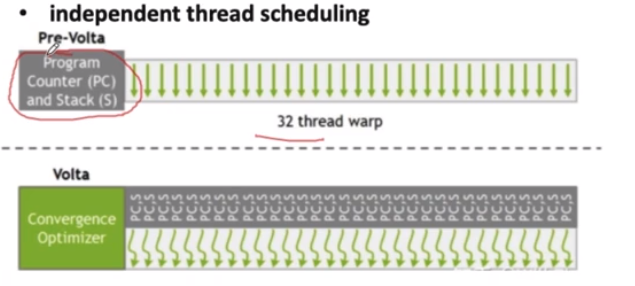 • independent thread scheduling
Pre-Volta
Program
Counter (PC)
and Stack (S)
32 thread warp
Volta
Convergence
Optimizer
PC,S PC,S PC,S PC,S PC,S PC,S PC,S PC,S PC,S PC,S PC,S PC,S PC,S PC,S PC,S PC,S PC,S PC,S PC,S PC,S PC,S PC,S PC,S PC,S PC,S PC,S PC,S PC,S PC,S PC,S PC,S PC,S